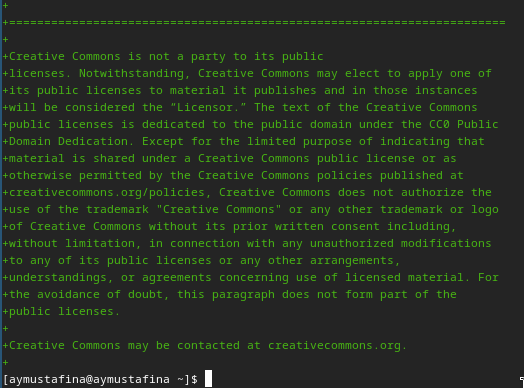 +
+=======================================================================
+
+Creative Commons is not a party to its public
+licenses. Notwithstanding, Creative Commons may elect to apply one of
+its public licenses to material it publishes and in those instances
+will be considered the “Licensor.” The text of the Creative Commons
+public licenses is dedicated to the public domain under the CC0 Public
+Domain Dedication. Except for the limited purpose of indicating that
+material is shared under a Creative Commons public license or as
+otherwise permitted by the Creative Commons policies published at
+creativecommons.org/policies, Creative Commons does not authorize the
+use of the trademark "Creative Commons" or any other trademark or logo
+of Creative Commons without its prior written consent including,
+without limitation, in connection with any unauthorized modifications
+to any of its public licenses or any other arrangements,
+understandings, or agreements concerning use of licensed material. For
+the avoidance of doubt, this paragraph does not form part of the
+public licenses.
+
+Creative Commons may be contacted at creativecommons.org.
+
[aymustafina@aymustafina ~]$